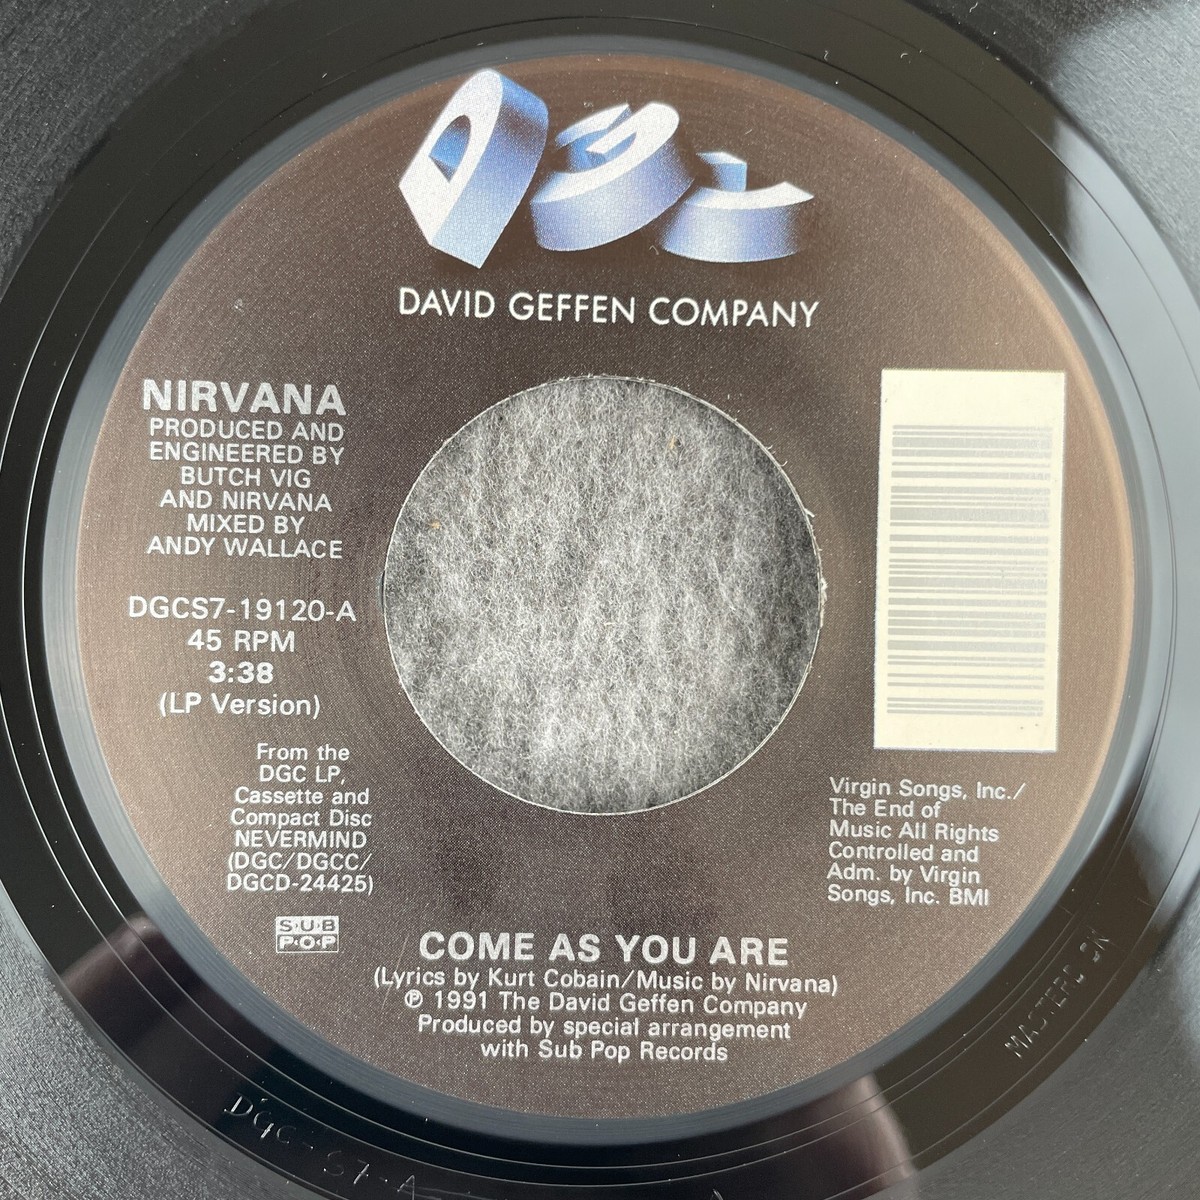 DGC
DAVID GEFFEN COMPANY
NIRVANA
PRODUCED AND
ENGINEERED BY
BUTCH VIG
AND NIRVANA
MIXED BY
ANDY WALLACE
DGCS7-19120-A
45 RPM
3:38
(LP Version)
From the
DGC LP,
Cassette and
Compact Disc
NEVERMIND
(DGC/DGCC/
DGCD-24425)
SUB
POP
Virgin Songs, Inc./
The End of
Music All Rights
Controlled and
Adm. by Virgin
Songs, Inc. BMI
COME AS YOU ARE
(Lyrics by Kurt Cobain/Music by Nirvana)
℗ 1991 The David Geffen Company
Produced by special arrangement
with Sub Pop Records